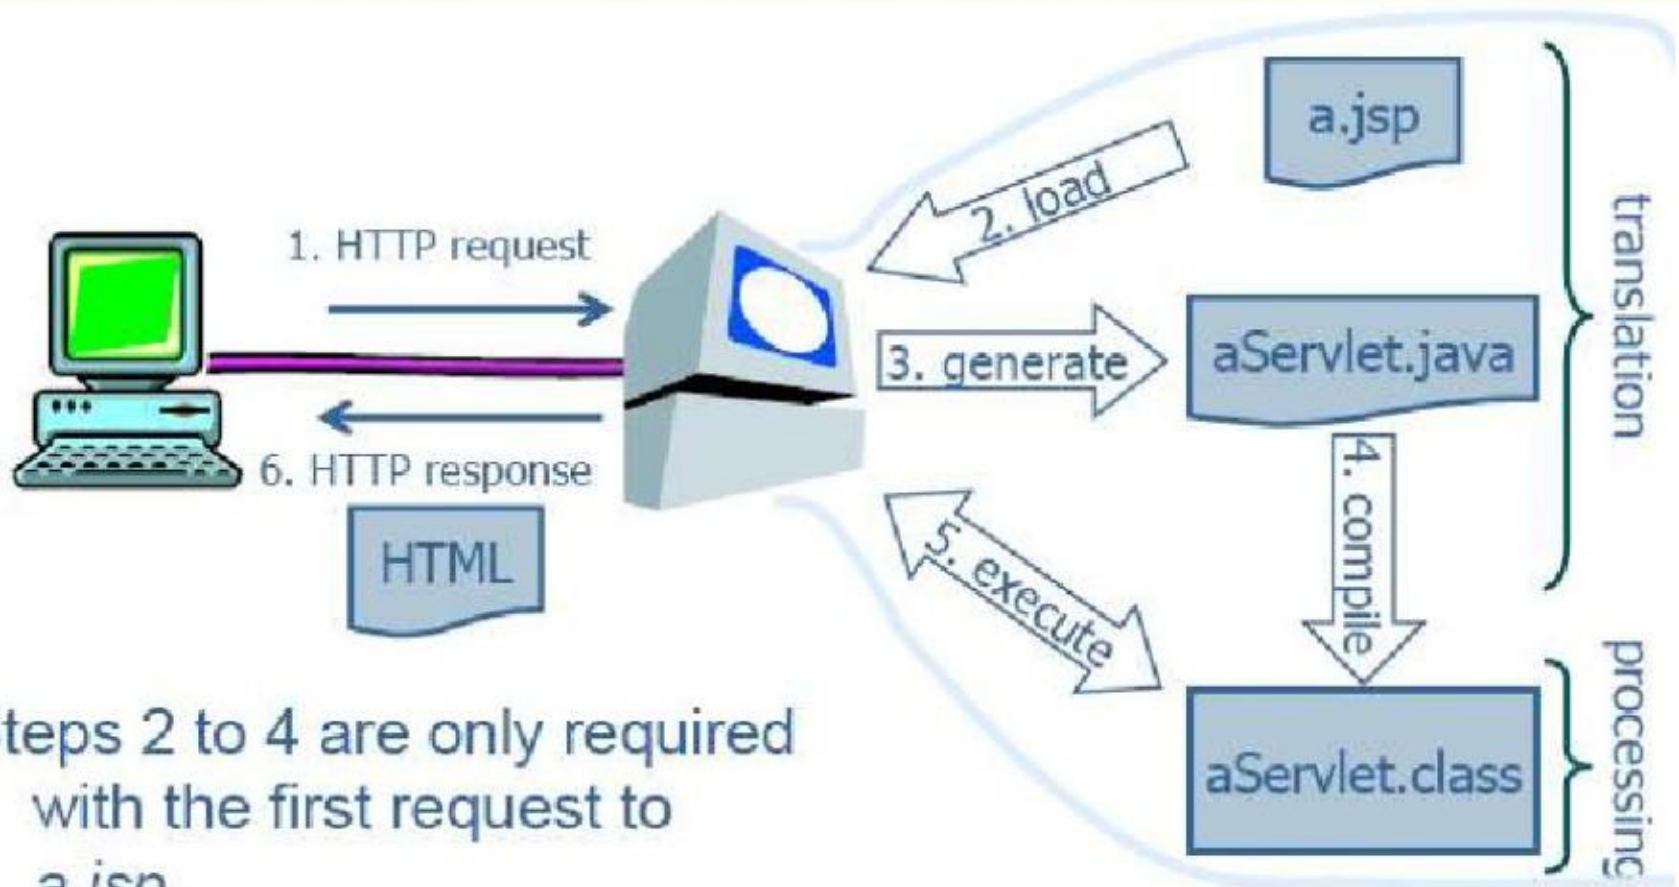 a.jsp
2. load
1. HTTP request
translation
3. generate
aServlet.java
6. HTTP response
4. compile
HTML
5. execute
processing
aServlet.class
teps 2 to 4 are only required
with the first request to
a.jsp